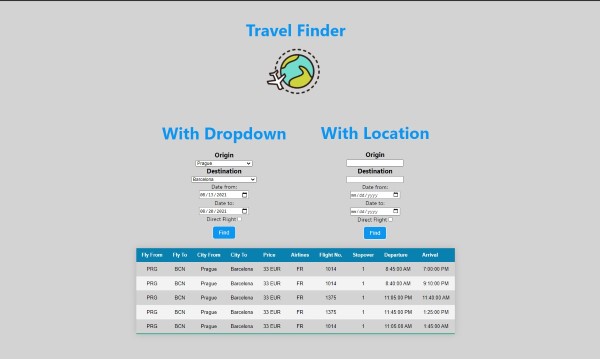 Travel Finder
With Dropdown
Origin
Prague
Destination
Barcelona
Date from:
06/13/2021
Date to:
06/20/2021
Direct Flight
Find
With Location
Origin
Destination
Date from:
mm/dd/yyyy
Date to:
mm/dd/yyyy
Direct Flight
Find
Fly From Fly To City From City To Price Airlines Flight No. Stopover Departure Arrival
PRG BCN Prague Barcelona 33 EUR FR 1014 1 8:45:00 AM 7:00:00 PM
PRG BCN Prague Barcelona 33 EUR FR 1014 1 8:40:00 AM 9:10:00 PM
PRG BCN Prague Barcelona 33 EUR FR 1375 1 11:05:00 PM 11:40:00 AM
PRG BCN Prague Barcelona 33 EUR FR 1375 1 11:45:00 PM 1:25:00 PM
PRG BCN Prague Barcelona 33 EUR FR 1014 1 11:05:00 AM 1:45:00 AM